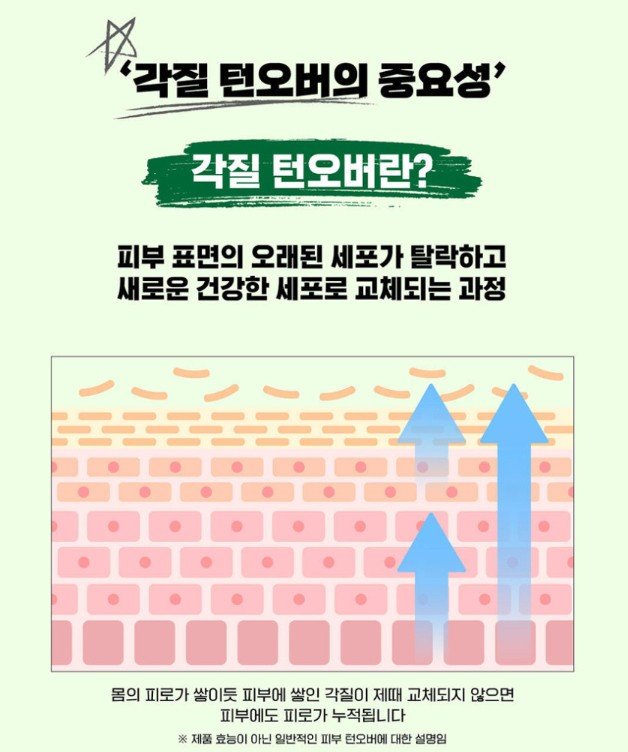 '각질 턴오버의 중요성'
각질 턴오버란?
피부 표면의 오래된 세포가 탈락하고
새로운 건강한 세포로 교체되는 과정
몸의 피로가 쌓이듯 피부에 쌓인 각질이 제때 교체되지 않으면
피부에도 피로가 누적됩니다
※ 제품 효능이 아닌 일반적인 피부 턴오버에 대한 설명임